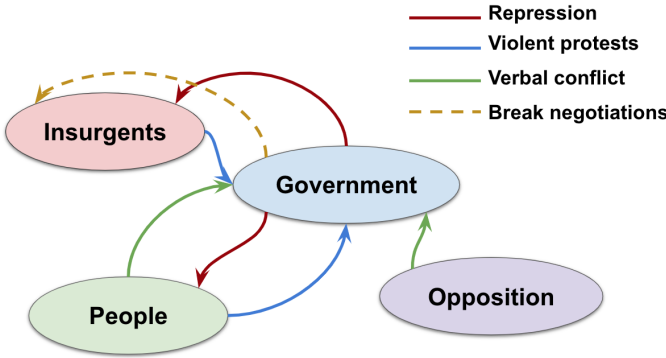 Repression
Violent protests
Verbal conflict
Break negotiations
Insurgents
Government
People
Opposition